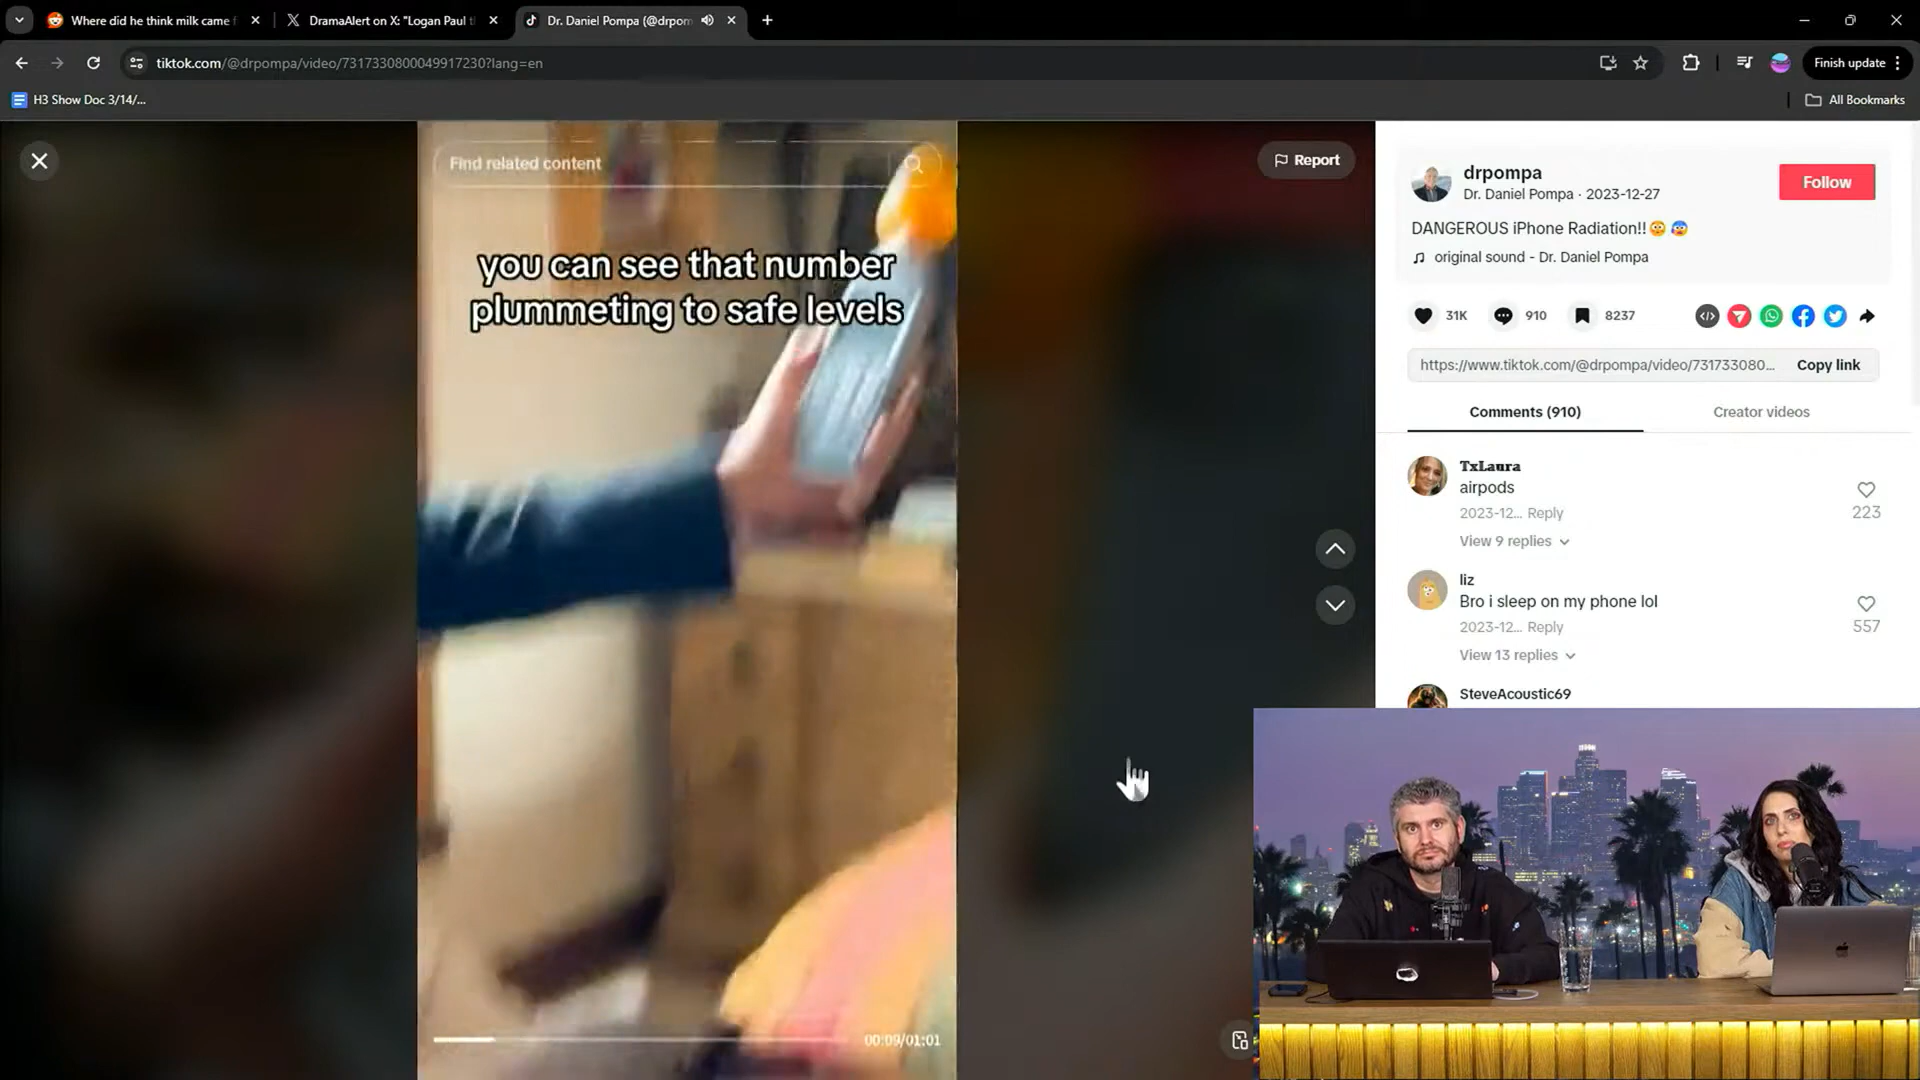 Where did he think milk came f
DramaAlert on X: "Logan Paul t
Dr. Daniel Pompa (@drpom
tiktok.com/@drpompa/video/7317330800049917230?lang=en
Finish update
H3 Show Doc 3/14/...
All Bookmarks
Find related content
Report
you can see that number
plummeting to safe levels
00:09/01:01
drpompa
Dr. Daniel Pompa · 2023-12-27
Follow
DANGEROUS iPhone Radiation!!
original sound - Dr. Daniel Pompa
31K
910
8237
https://www.tiktok.com/@drpompa/video/731733080...
Copy link
Comments (910)
Creator videos
TxLaura
airpods
2023-12... Reply
223
View 9 replies
liz
Bro i sleep on my phone lol
2023-12... Reply
557
View 13 replies
SteveAcoustic69